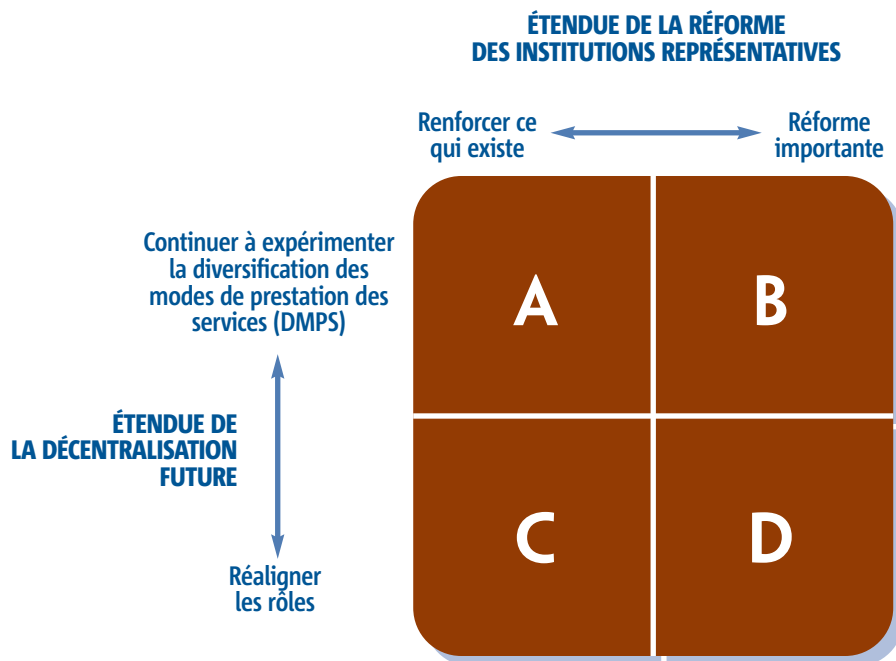 ÉTENDUE DE LA RÉFORME
DES INSTITUTIONS REPRÉSENTATIVES
Renforcer ce
qui existe
Réforme
importante
Continuer à expérimenter
la diversification des
modes de prestation des
services (DMPS)
A
B
ÉTENDUE DE
LA DÉCENTRALISATION
FUTURE
C
D
Réaligner
les rôles